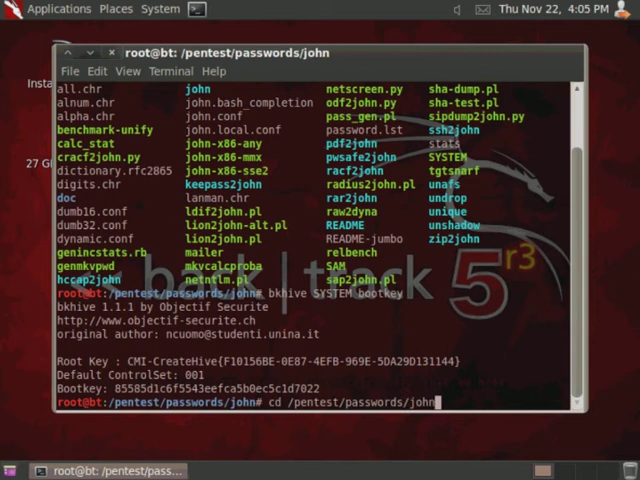 Applications Places System Thu Nov 22, 4:05 PM
root@bt: /pentest/passwords/john
File Edit View Terminal Help
Insta
27 G
all.chr john netscreen.py sha-dump.pl
alnum.chr john.bash_completion odf2john.py sha-test.pl
alpha.chr john.conf pass_gen.pl sipdump2john.py
benchmark-unify john.local.conf password.lst ssh2john
calc_stat john-x86-any pdf2john stats
cracf2john.py john-x86-mmx pwsafe2john SYSTEM
dictionary.rfc2865 john-x86-sse2 racf2john tgtsnarf
digits.chr keepass2john radius2john.pl unafs
doc lanman.chr rar2john undrop
dumb16.conf ldif2john.pl raw2dyna unique
dumb32.conf lion2john-alt.pl README unshadow
dynamic.conf lion2john.pl README-jumbo zip2john
genincstats.rb mailer relbench
genmkvpwd mkvcalcproba SAM
hccap2john netntlm.pl sap2john.pl
<< back | track 5 r3
root@bt:/pentest/passwords/john# bkhive SYSTEM bootkey
bkhive 1.1.1 by Objectif Securite
http://www.objectif-securite.ch
original author: ncuomo@studenti.unina.it
Root Key : CMI-CreateHive{F10156BE-0E87-4EFB-969E-5DA29D131144}
Default ControlSet: 001
Bootkey: 85585d1c6f5543eefca5b0ec5c1d7022
root@bt:/pentest/passwords/john# cd /pentest/passwords/john
root@bt: /pentest/pass...